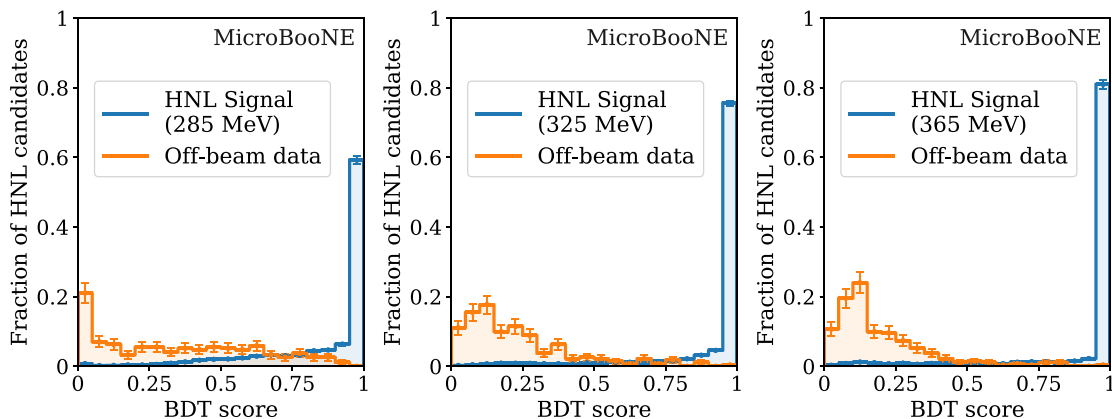 Fraction of HNL candidates
1
0.8
0.6
0.4
0.2
0
MicroBooNE
HNL Signal
(285 MeV)
Off-beam data
0
0.25
0.5
0.75
1
BDT score
Fraction of HNL candidates
1
0.8
0.6
0.4
0.2
0
MicroBooNE
HNL Signal
(325 MeV)
Off-beam data
0
0.25
0.5
0.75
1
BDT score
Fraction of HNL candidates
1
0.8
0.6
0.4
0.2
0
MicroBooNE
HNL Signal
(365 MeV)
Off-beam data
0
0.25
0.5
0.75
1
BDT score